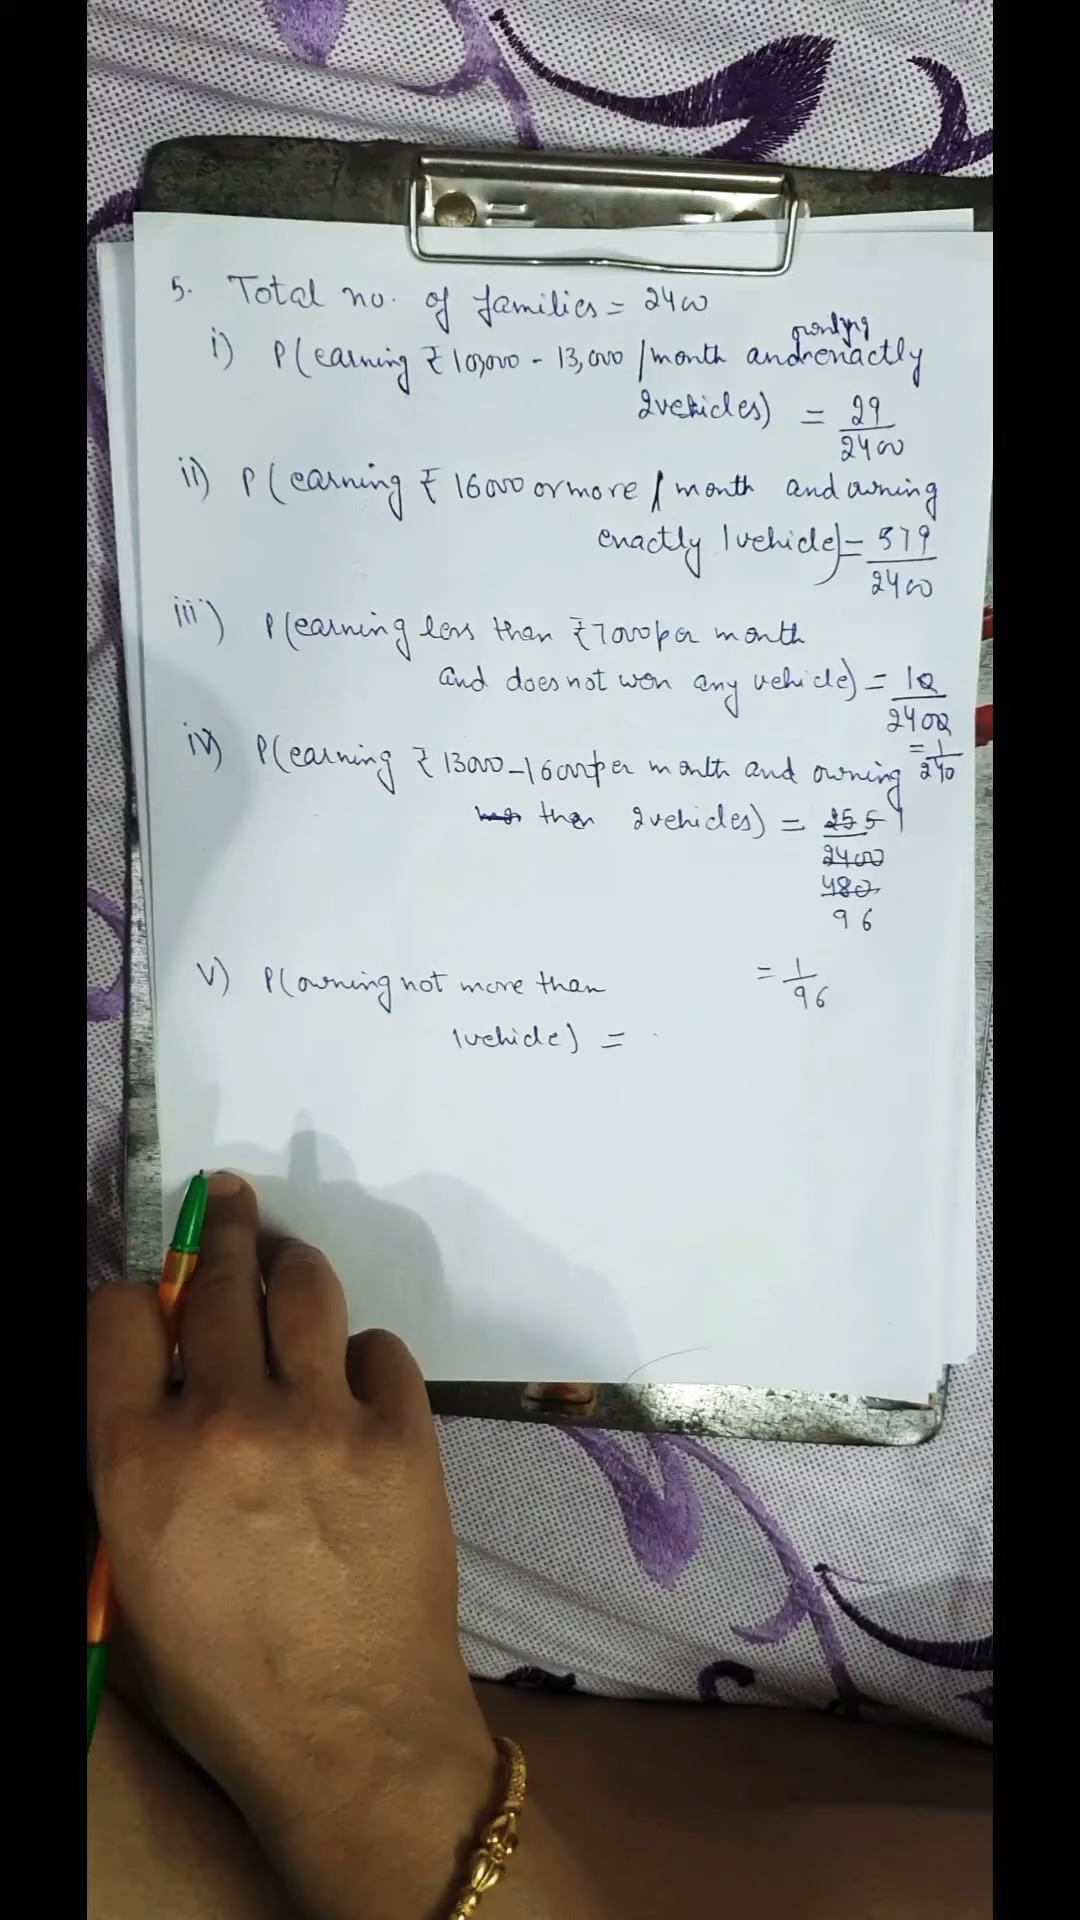 5. Total no. of families = 2400
owning
i) P(earning ₹10,000 - 13,000 /month and exactly
2vehicles) = 29
2400
ii) P(earning ₹ 16000 or more / month and owning
exactly 1vehicle) = 579
2400
iii) P(earning less than ₹7000 per month
and does not won any vehicle) = 10
2400
= 1
240
iv) P(earning ₹ 13000-16000 per month and owning
than 2vehicles) = 25 5 1
2400
480
96
v) P(owning not more than = 1
96
1vehicle) =